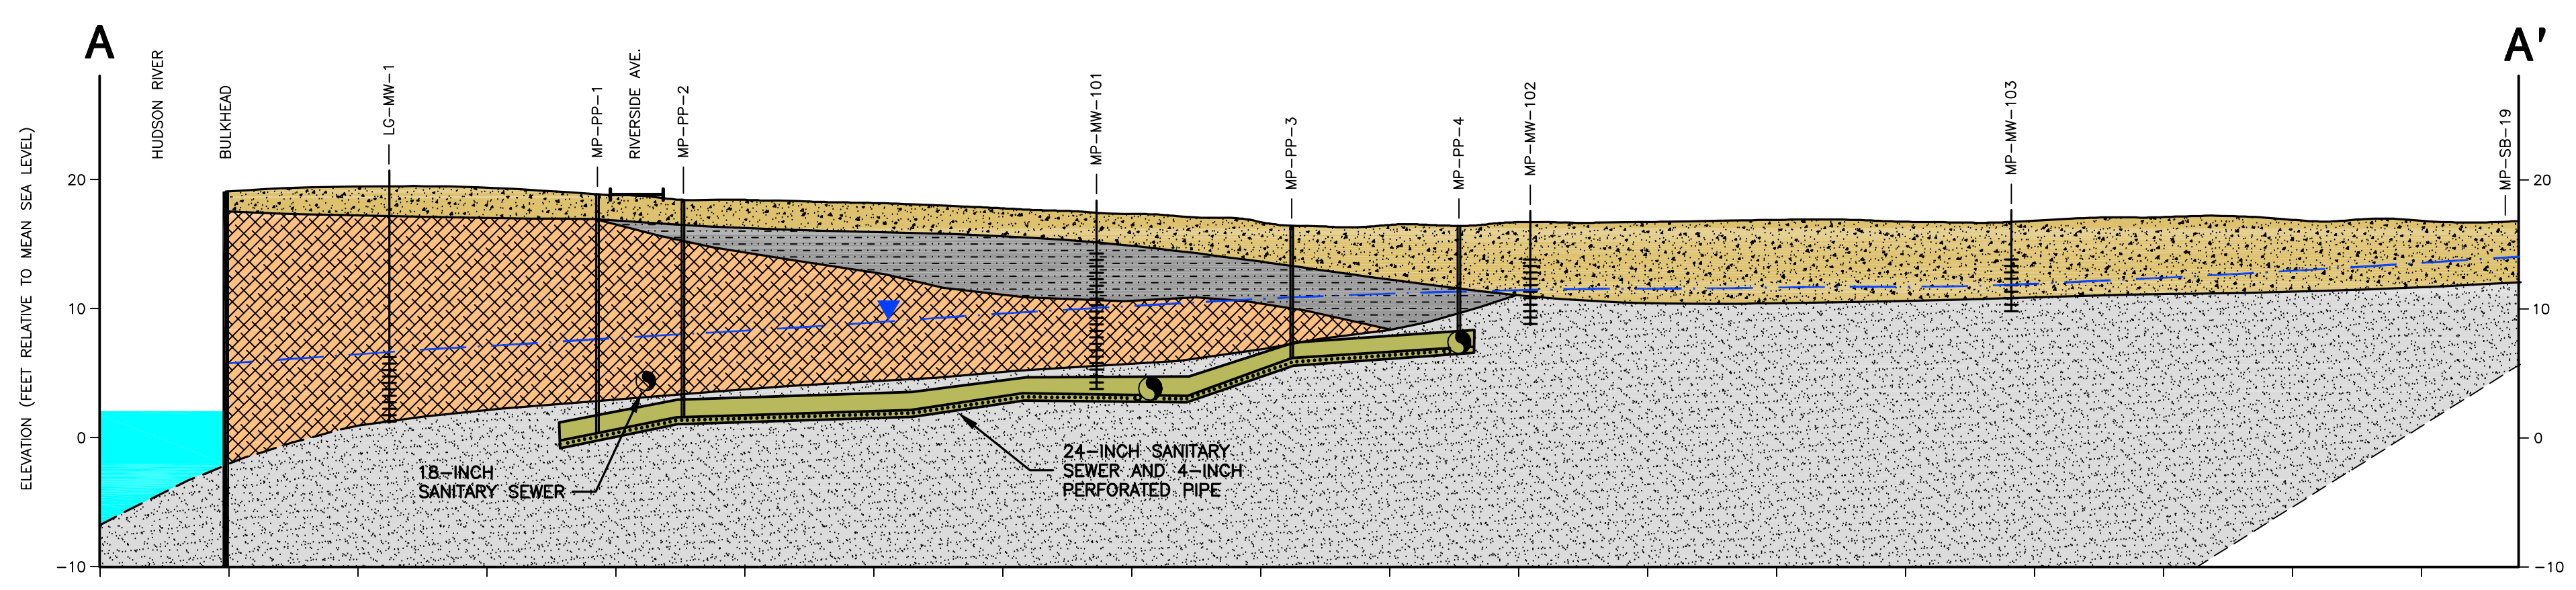 A
A'
HUDSON RIVER
BULKHEAD
LG-MW-1
MP-PP-1
RIVERSIDE AVE.
MP-PP-2
MP-MW-101
MP-PP-3
MP-PP-4
MP-MW-102
MP-MW-103
MP-SB-19
ELEVATION (FEET RELATIVE TO MEAN SEA LEVEL)
20
10
0
-10
20
10
0
-10
18-INCH
SANITARY SEWER
24-INCH SANITARY
SEWER AND 4-INCH
PERFORATED PIPE